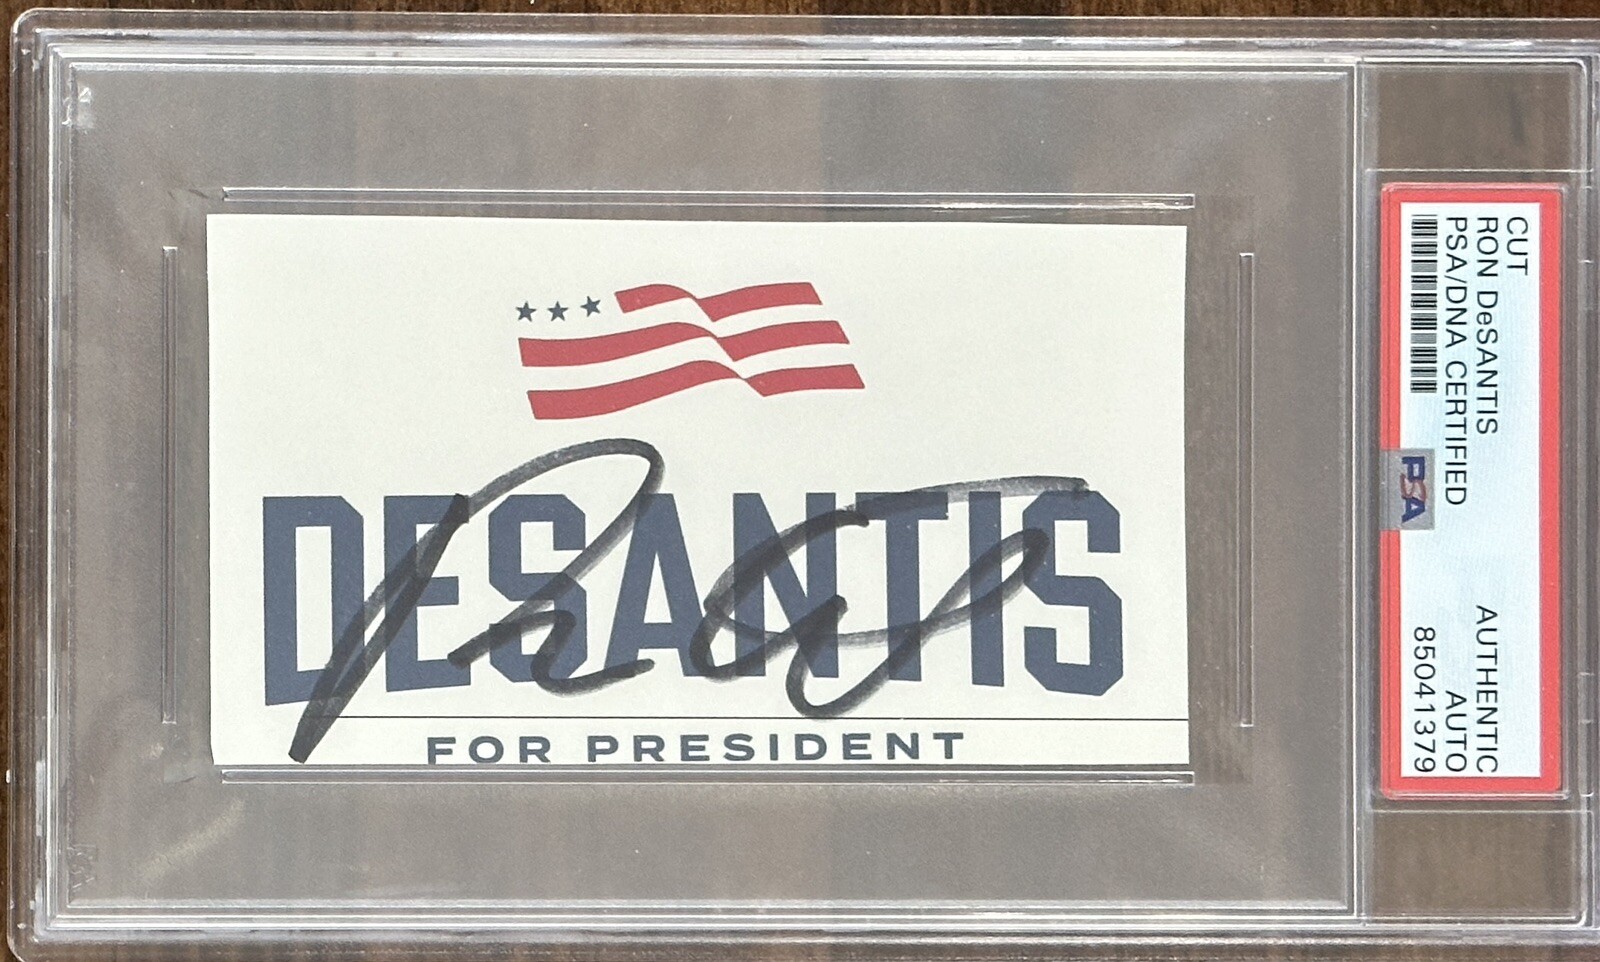 DESANTIS
FOR PRESIDENT
CUT
RON DeSANTIS
PSA/DNA CERTIFIED
AUTHENTIC
AUTO
85041379
PSA